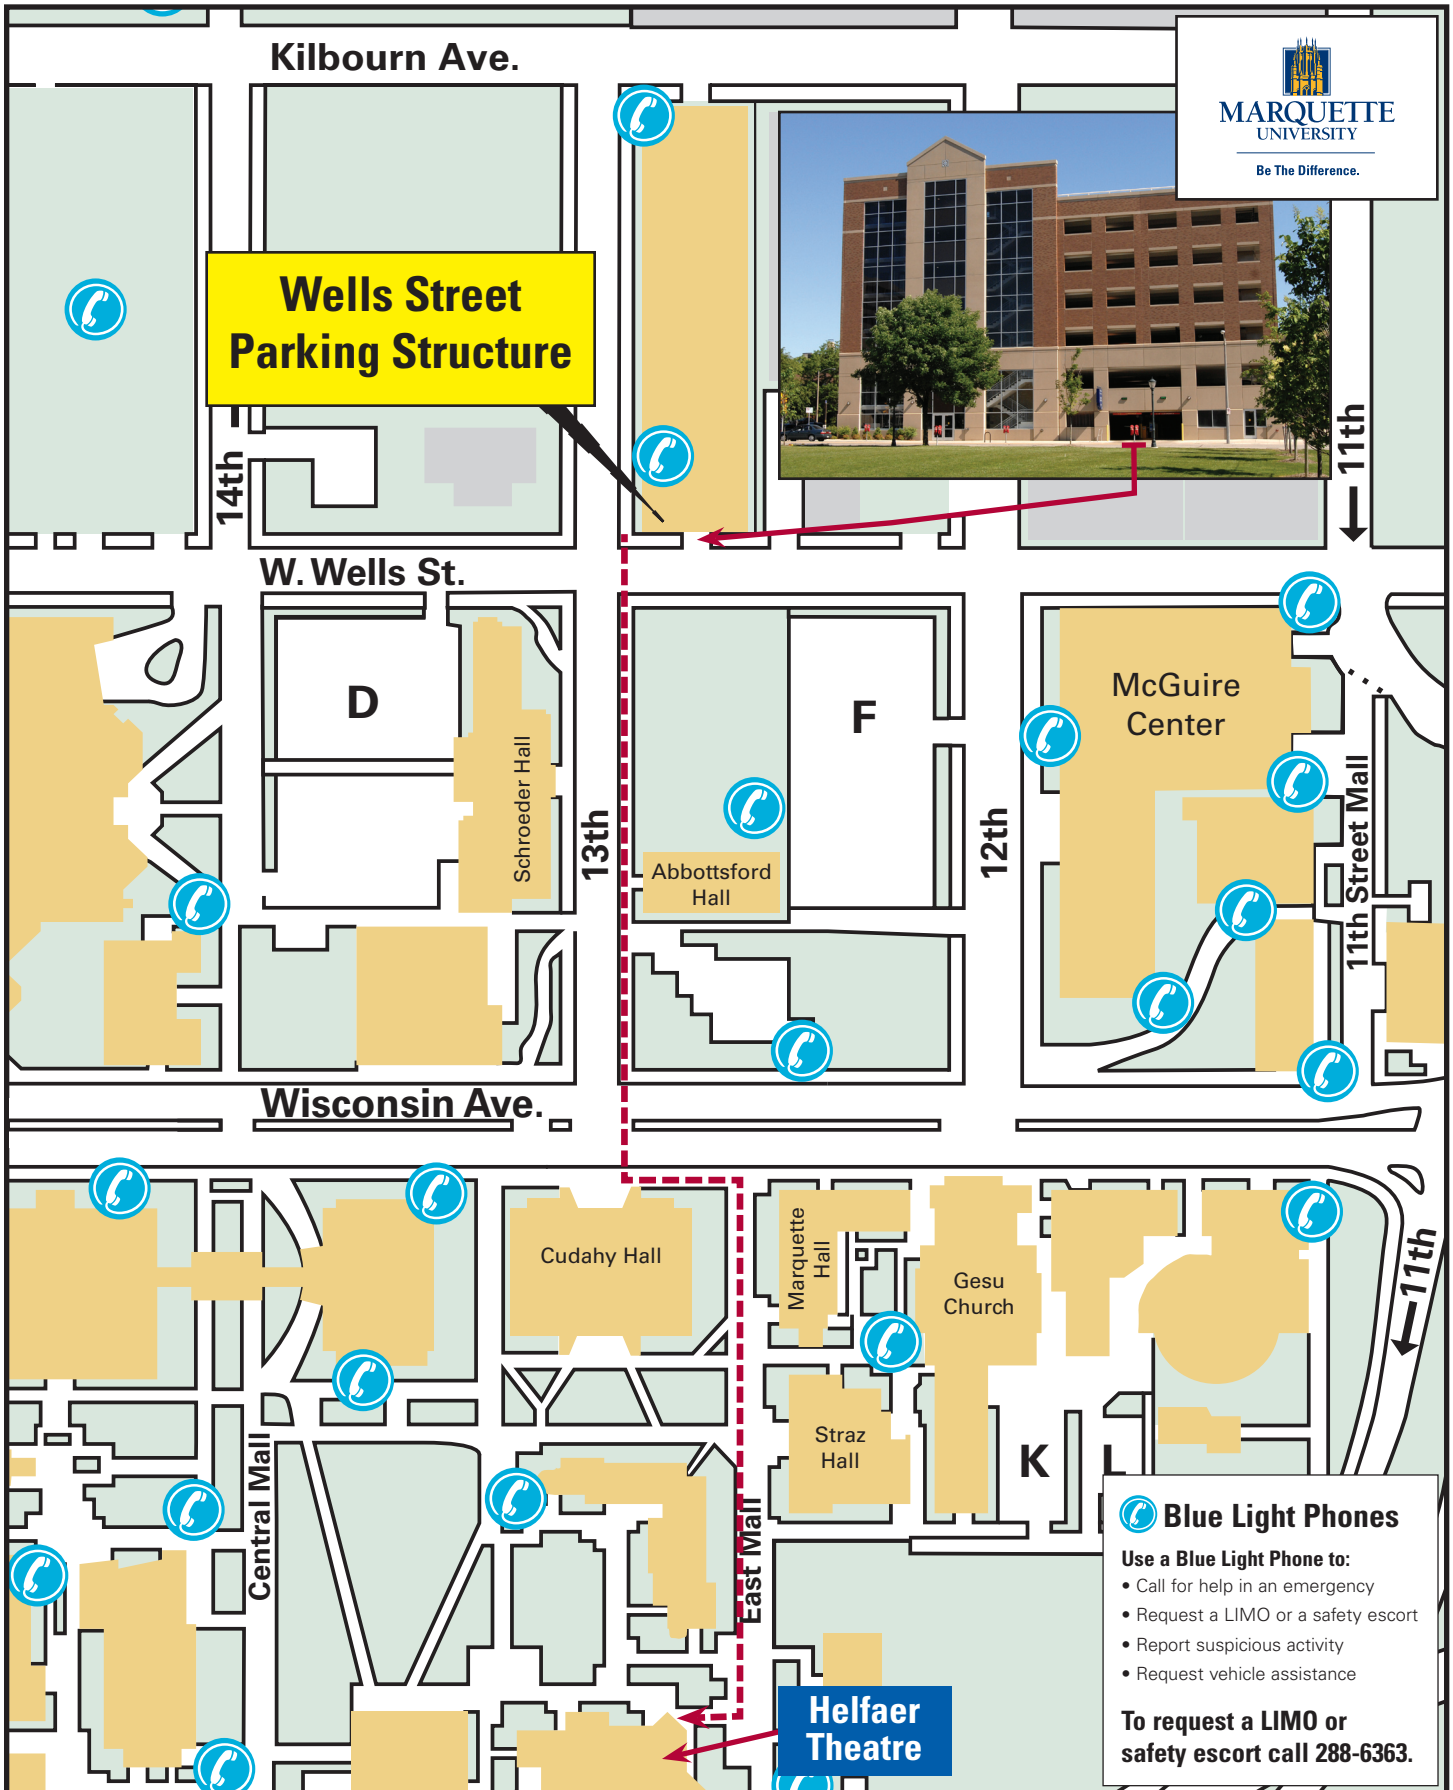 Kilbourn Ave.
MARQUETTE
UNIVERSITY
Be The Difference.
Wells Street
Parking Structure
14th
11th
W. Wells St.
D
F
McGuire
Center
Schroeder Hall
13th
12th
11th Street Mall
Abbottsford
Hall
Wisconsin Ave.
Cudahy Hall
Marquette
Hall
Gesu
Church
11th
Straz
Hall
K
L
Central Mall
East Mall
Blue Light Phones
Use a Blue Light Phone to:
• Call for help in an emergency
• Request a LIMO or a safety escort
• Report suspicious activity
• Request vehicle assistance
To request a LIMO or
safety escort call 288-6363.
Helfaer
Theatre